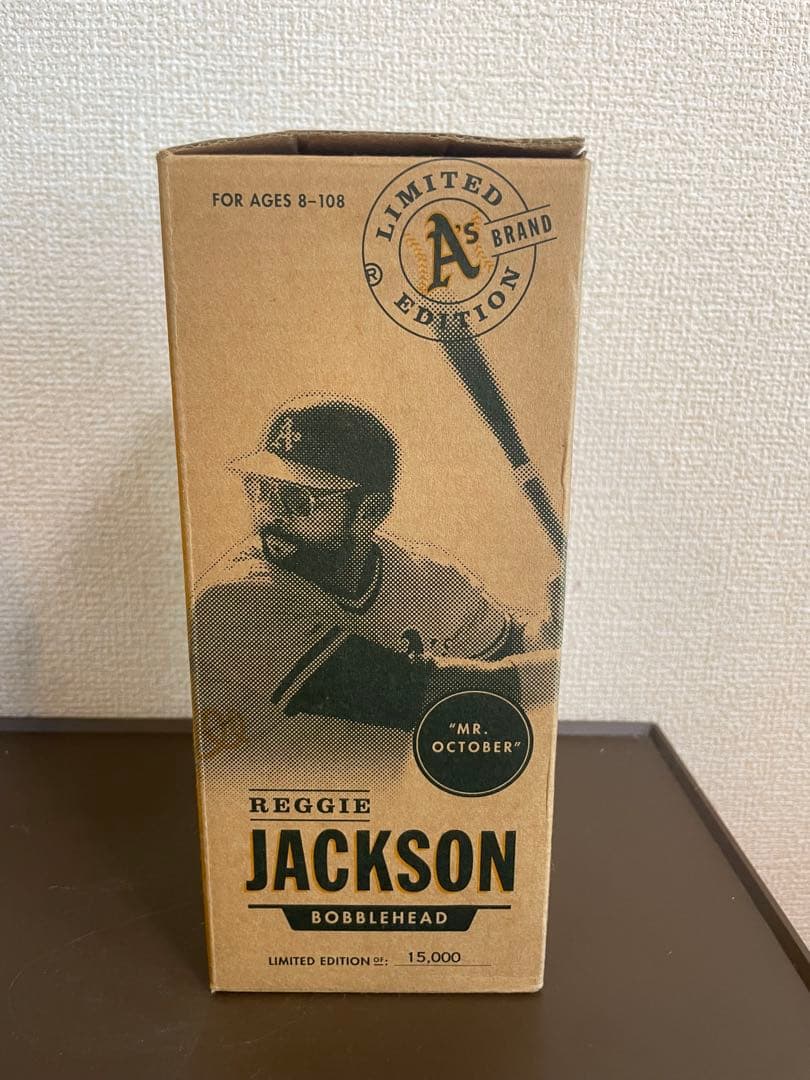 FOR AGES 8–108
LIMITED
A's BRAND
®
EDITION
A's
"MR.
OCTOBER"
REGGIE
JACKSON
BOBBLEHEAD
LIMITED EDITION OF: 15,000